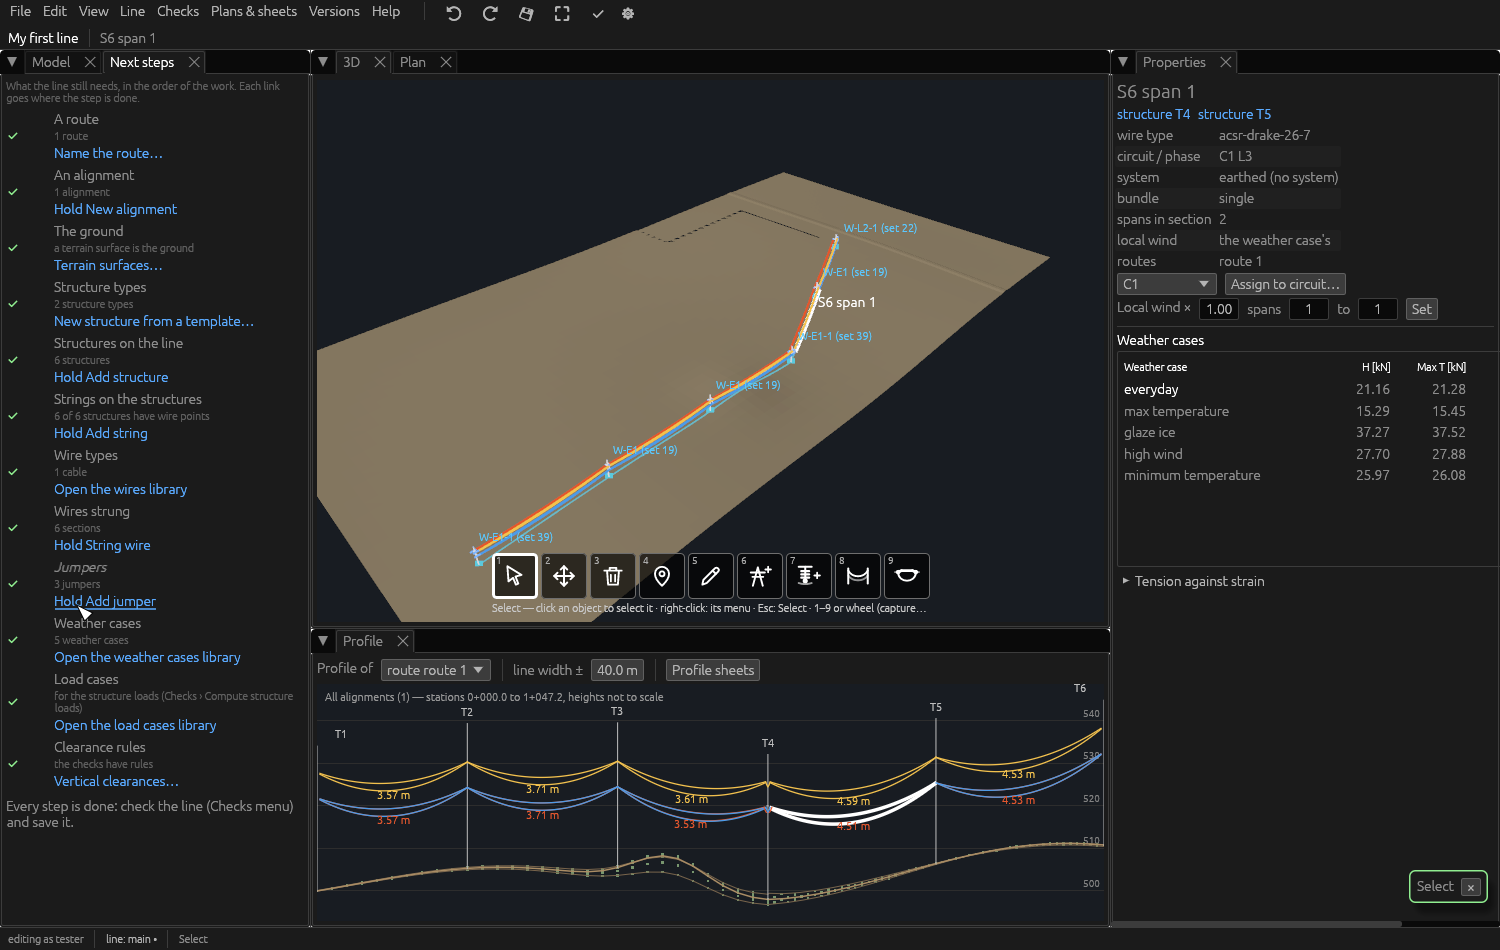 File Edit View Line Checks Plans & sheets Versions Help
My first line S6 span 1
Model Next steps
What the line still needs, in the order of the work. Each link
goes where the step is done.
A route
1 route
Name the route…
An alignment
1 alignment
Hold New alignment
The ground
a terrain surface is the ground
Terrain surfaces…
Structure types
2 structure types
New structure from a template…
Structures on the line
6 structures
Hold Add structure
Strings on the structures
6 of 6 structures have wire points
Hold Add string
Wire types
1 cable
Open the wires library
Wires strung
6 sections
Hold String wire
Jumpers
3 jumpers
Hold Add jumper
Weather cases
5 weather cases
Open the weather cases library
Load cases
for the structure loads (Checks › Compute structure
loads)
Open the load cases library
Clearance rules
the checks have rules
Vertical clearances…
Every step is done: check the line (Checks menu)
and save it.
3D Plan
W-L2-1 (set 22)
W-E1 (set 19)
S6 span 1
W-E1-1 (set 39)
W-E1 (set 19)
W-E1 (set 19)
W-E1-1 (set 39)
1 2 3 4 5 6 7 8 9
Select — click an object to select it · right-click: its menu · Esc: Select · 1–9 or wheel (capture…
Profile
Profile of route route 1 line width ± 40.0 m Profile sheets
All alignments (1) — stations 0+000.0 to 1+047.2, heights not to scale
T1 T2 T3 T4 T5 T6
540
530
520
510
500
3.57 m 3.71 m 3.61 m 4.59 m 4.53 m
3.57 m 3.71 m 3.53 m 4.51 m 4.53 m
Properties
S6 span 1
structure T4 structure T5
wire type acsr-drake-26-7
circuit / phase C1 L3
system earthed (no system)
bundle single
spans in section 2
local wind the weather case's
routes route 1
C1 Assign to circuit…
Local wind × 1.00 spans 1 to 1 Set
Weather cases
Weather case H [kN] Max T [kN]
everyday 21.16 21.28
max temperature 15.29 15.45
glaze ice 37.27 37.52
high wind 27.70 27.88
minimum temperature 25.97 26.08
Tension against strain
Select ×
editing as tester line: main • Select